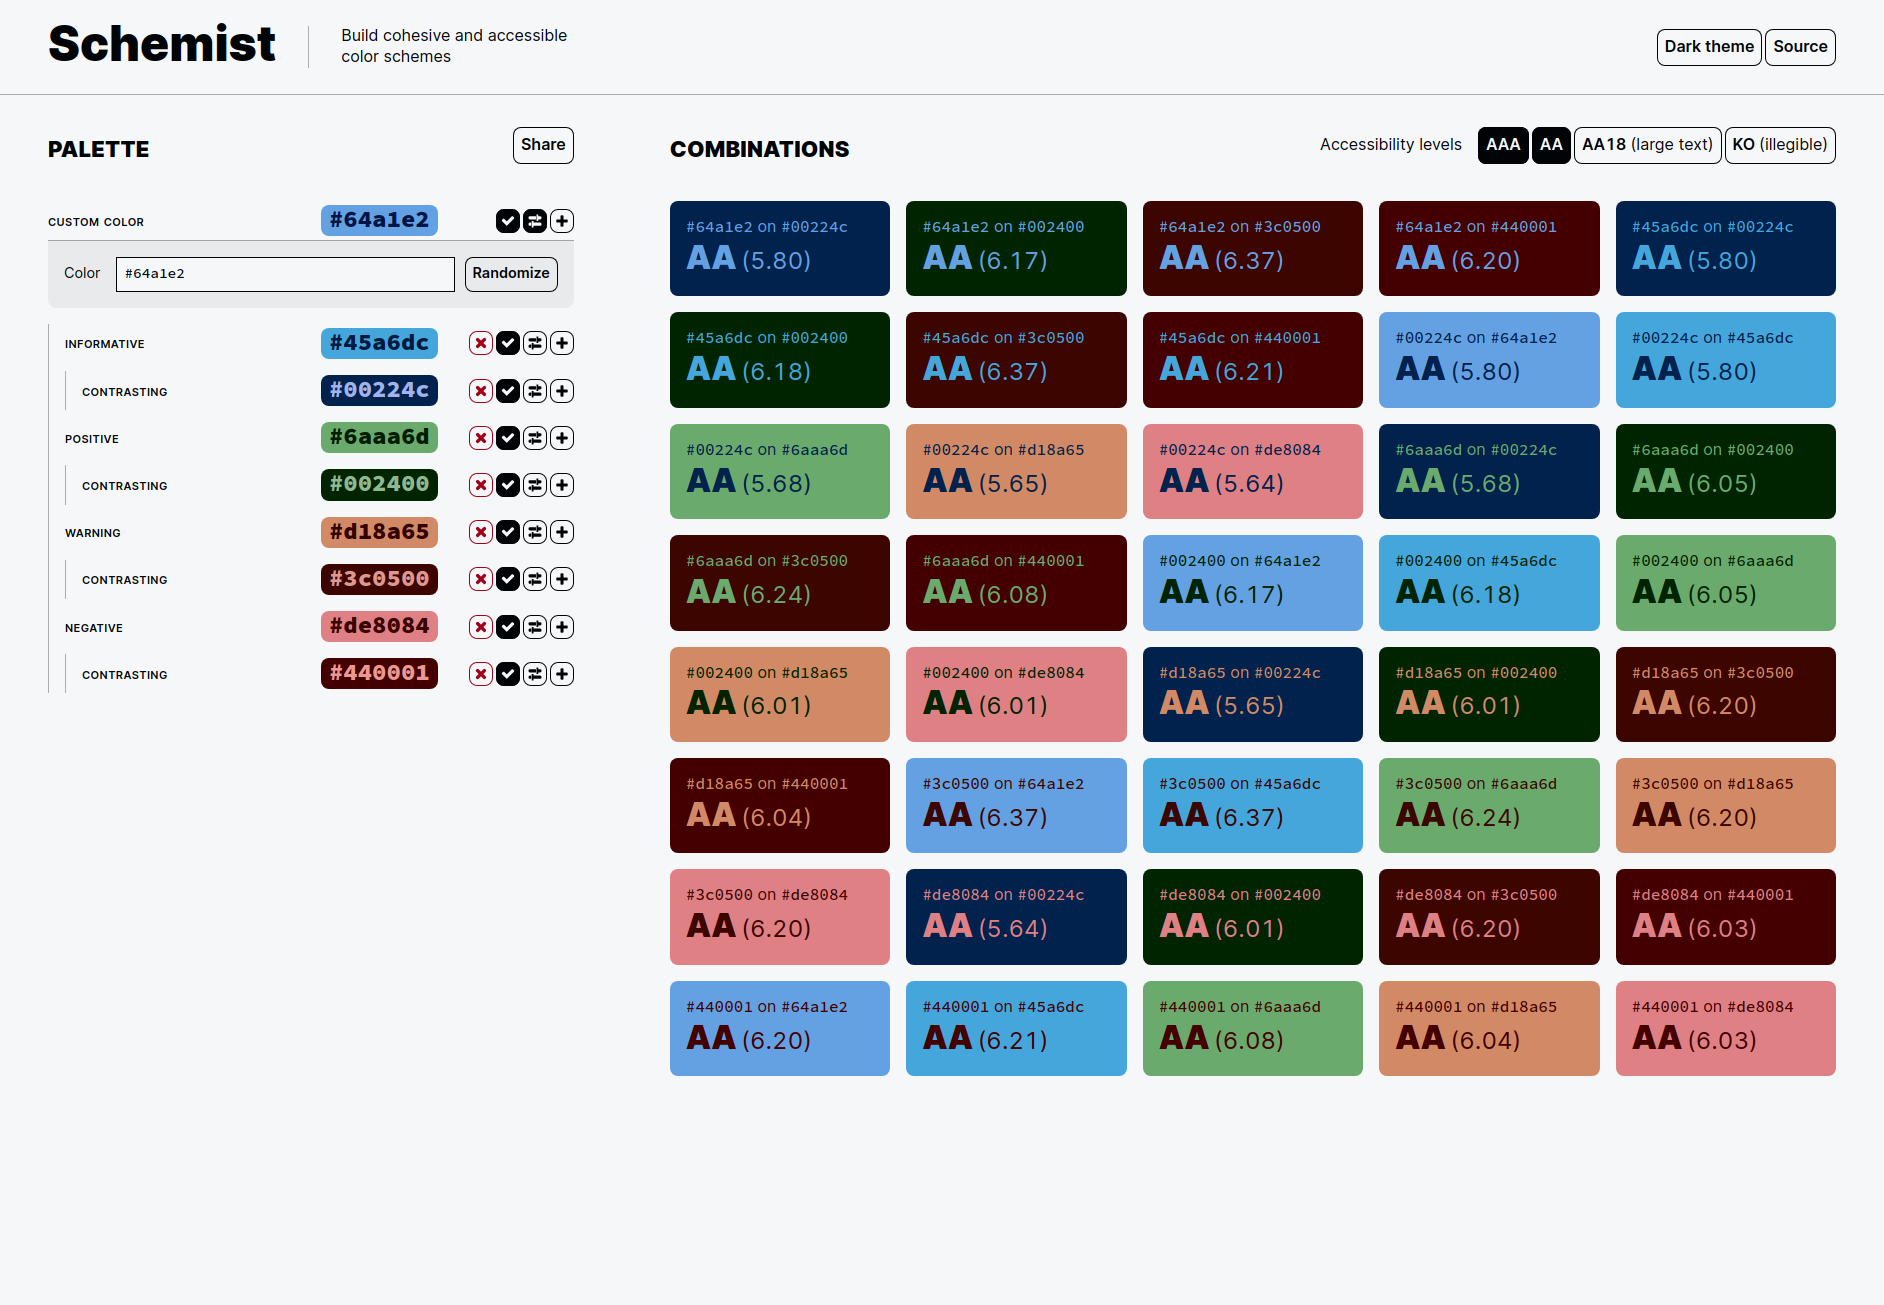 Schemist
Build cohesive and accessible
color schemes
Dark theme
Source
PALETTE
Share
CUSTOM COLOR
#64a1e2
Color
#64a1e2
Randomize
INFORMATIVE
#45a6dc
CONTRASTING
#00224c
POSITIVE
#6aaa6d
CONTRASTING
#002400
WARNING
#d18a65
CONTRASTING
#3c0500
NEGATIVE
#de8084
CONTRASTING
#440001
COMBINATIONS
Accessibility levels
AAA
AA
AA18 (large text)
KO (illegible)
#64a1e2 on #00224c
AA (5.80)
#64a1e2 on #002400
AA (6.17)
#64a1e2 on #3c0500
AA (6.37)
#64a1e2 on #440001
AA (6.20)
#45a6dc on #00224c
AA (5.80)
#45a6dc on #002400
AA (6.18)
#45a6dc on #3c0500
AA (6.37)
#45a6dc on #440001
AA (6.21)
#00224c on #64a1e2
AA (5.80)
#00224c on #45a6dc
AA (5.80)
#00224c on #6aaa6d
AA (5.68)
#00224c on #d18a65
AA (5.65)
#00224c on #de8084
AA (5.64)
#6aaa6d on #00224c
AA (5.68)
#6aaa6d on #002400
AA (6.05)
#6aaa6d on #3c0500
AA (6.24)
#6aaa6d on #440001
AA (6.08)
#002400 on #64a1e2
AA (6.17)
#002400 on #45a6dc
AA (6.18)
#002400 on #6aaa6d
AA (6.05)
#002400 on #d18a65
AA (6.01)
#002400 on #de8084
AA (6.01)
#d18a65 on #00224c
AA (5.65)
#d18a65 on #002400
AA (6.01)
#d18a65 on #3c0500
AA (6.20)
#d18a65 on #440001
AA (6.04)
#3c0500 on #64a1e2
AA (6.37)
#3c0500 on #45a6dc
AA (6.37)
#3c0500 on #6aaa6d
AA (6.24)
#3c0500 on #d18a65
AA (6.20)
#3c0500 on #de8084
AA (6.20)
#de8084 on #00224c
AA (5.64)
#de8084 on #002400
AA (6.01)
#de8084 on #3c0500
AA (6.20)
#de8084 on #440001
AA (6.03)
#440001 on #64a1e2
AA (6.20)
#440001 on #45a6dc
AA (6.21)
#440001 on #6aaa6d
AA (6.08)
#440001 on #d18a65
AA (6.04)
#440001 on #de8084
AA (6.03)